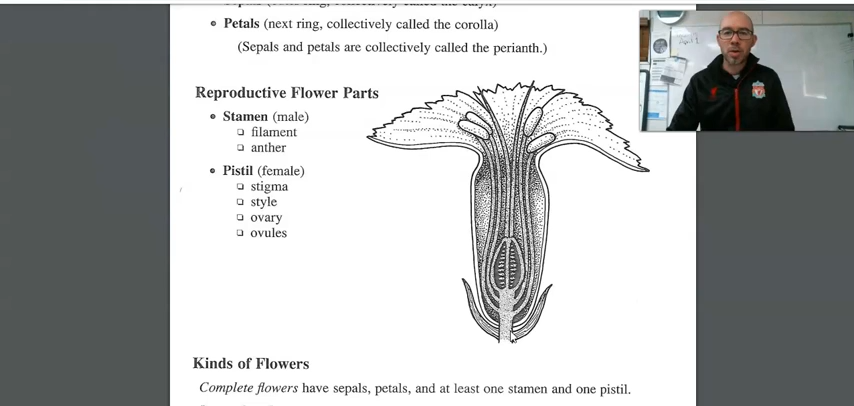 • Petals (next ring, collectively called the corolla)
(Sepals and petals are collectively called the perianth.)
Reproductive Flower Parts
• Stamen (male)
❑ filament
❑ anther
• Pistil (female)
❑ stigma
❑ style
❑ ovary
❑ ovules
Kinds of Flowers
Complete flowers have sepals, petals, and at least one stamen and one pistil.